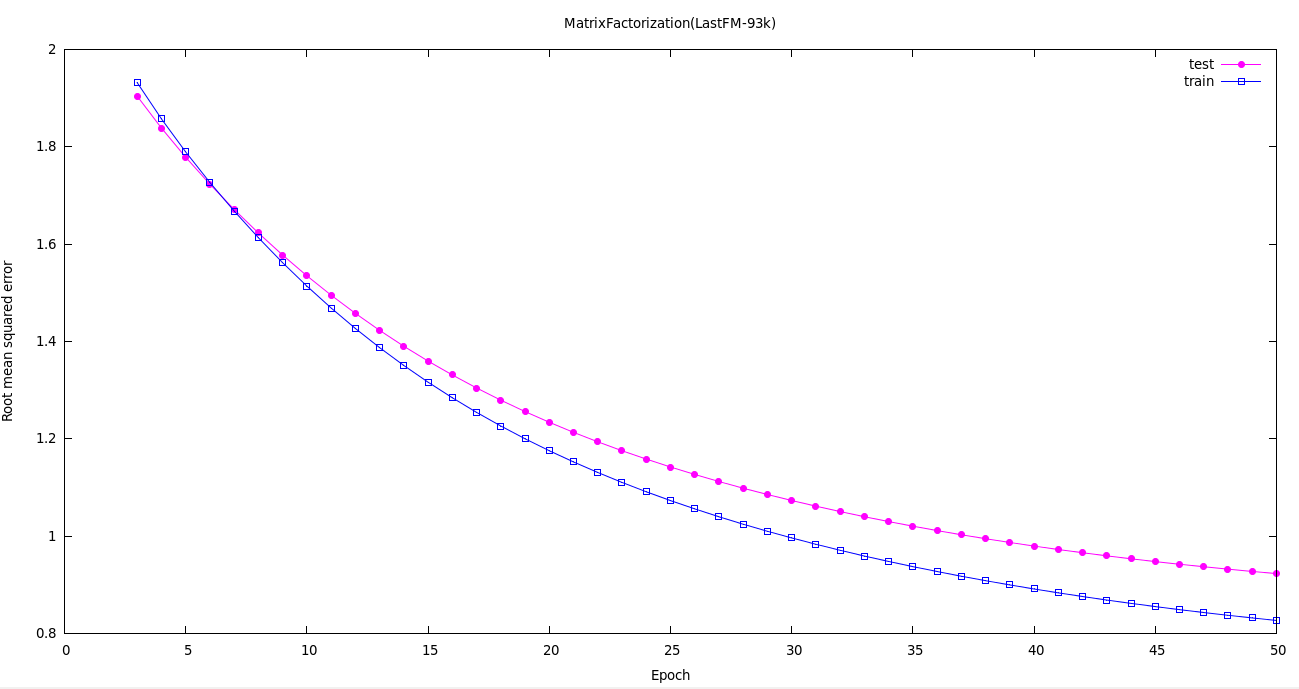 MatrixFactorization(LastFM-93k)
test
train
2
1.8
1.6
1.4
1.2
1
0.8
Root mean squared error
0 5 10 15 20 25 30 35 40 45 50
Epoch